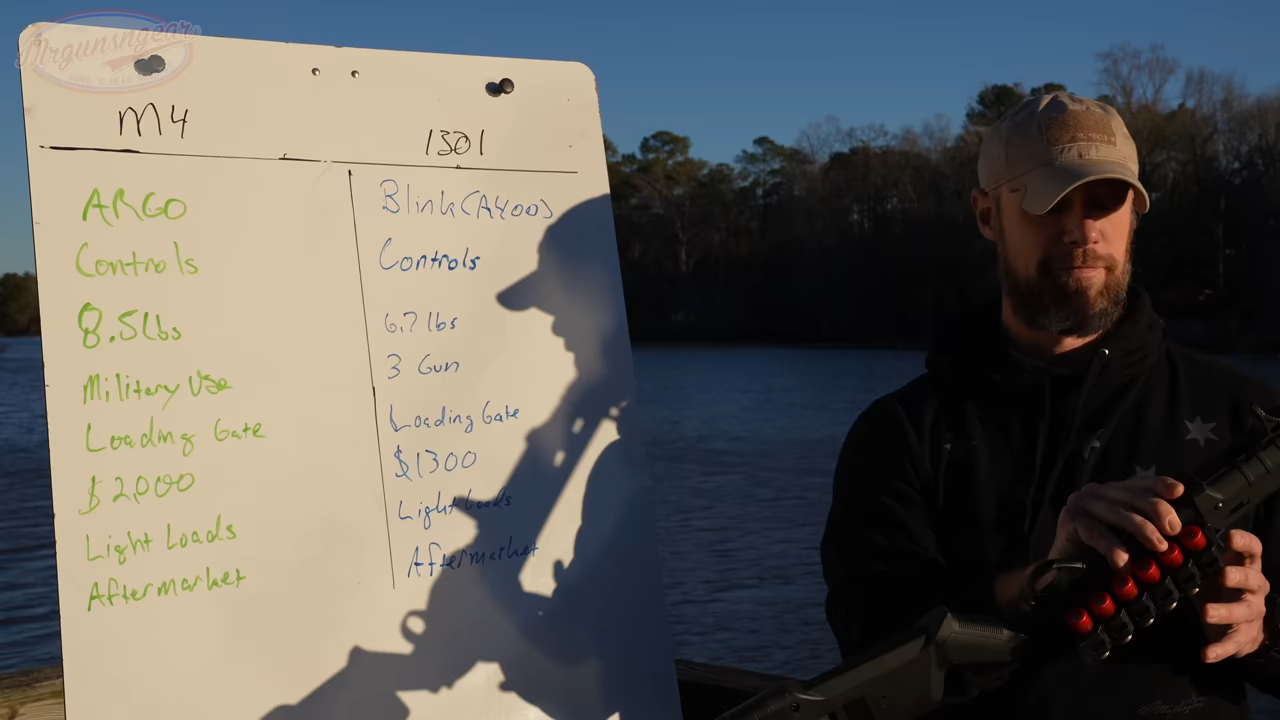 Mrgunsngear
M4
1301
ARGO
Controls
8.5lbs
Military Use
Loading Gate
$2,000
Light Loads
Aftermarket
Blink(A400)
Controls
6.7 lbs
3 Gun
Loading Gate
$1300
Light Loads
Aftermarket